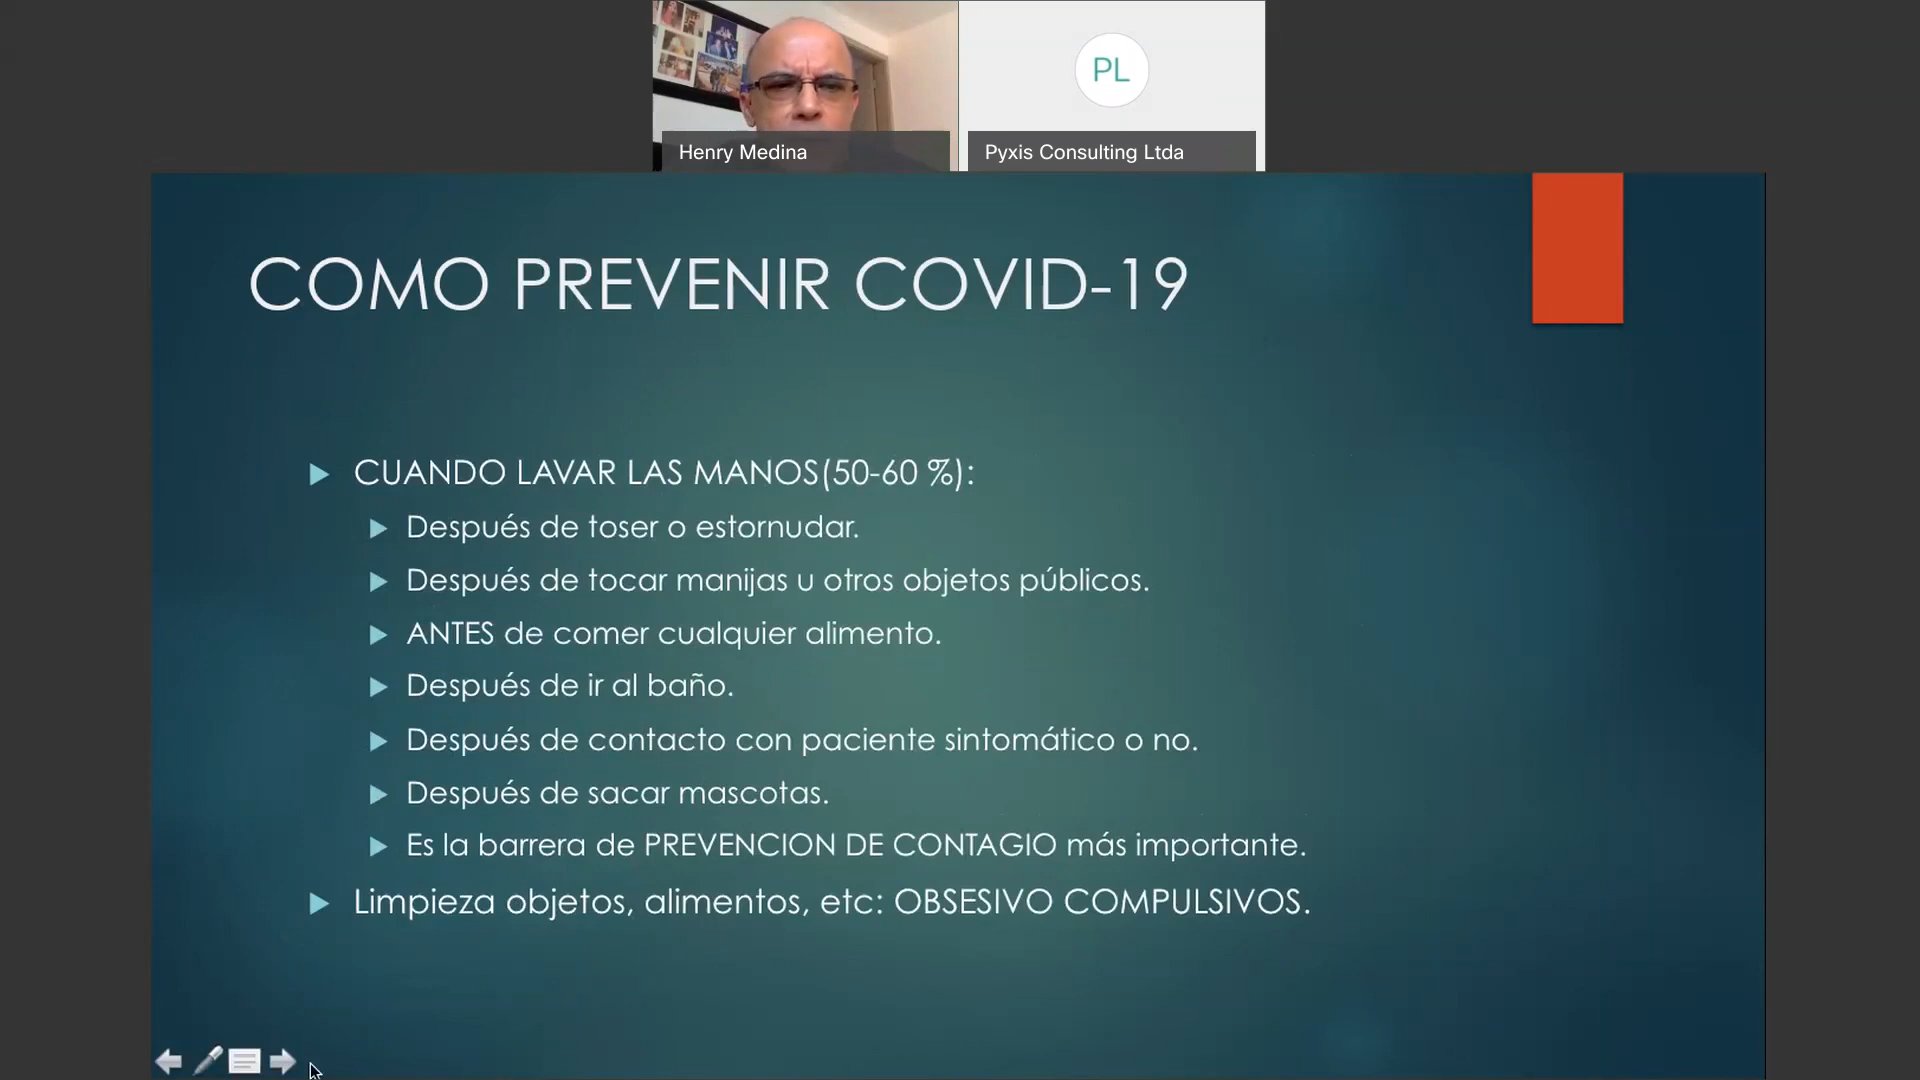 PL
Henry Medina
Pyxis Consulting Ltda
COMO PREVENIR COVID-19
CUANDO LAVAR LAS MANOS(50-60 %):
Después de toser o estornudar.
Después de tocar manijas u otros objetos públicos.
ANTES de comer cualquier alimento.
Después de ir al baño.
Después de contacto con paciente sintomático o no.
Después de sacar mascotas.
Es la barrera de PREVENCION DE CONTAGIO más importante.
Limpieza objetos, alimentos, etc: OBSESIVO COMPULSIVOS.